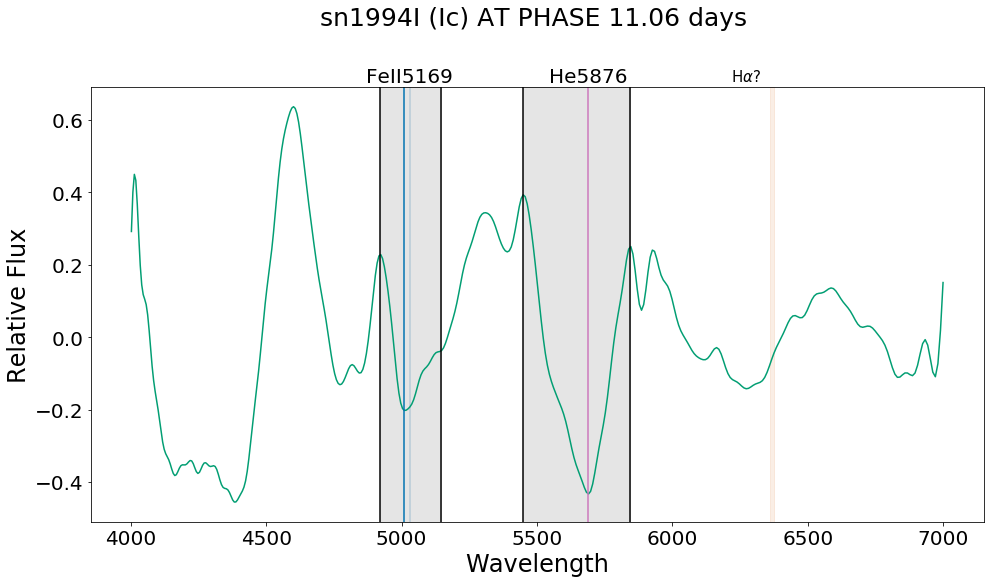 sn1994I (Ic) AT PHASE 11.06 days
FeII5169 He5876 Hα?
0.6
0.4
0.2
0.0
−0.2
−0.4
Relative Flux
4000 4500 5000 5500 6000 6500 7000
Wavelength